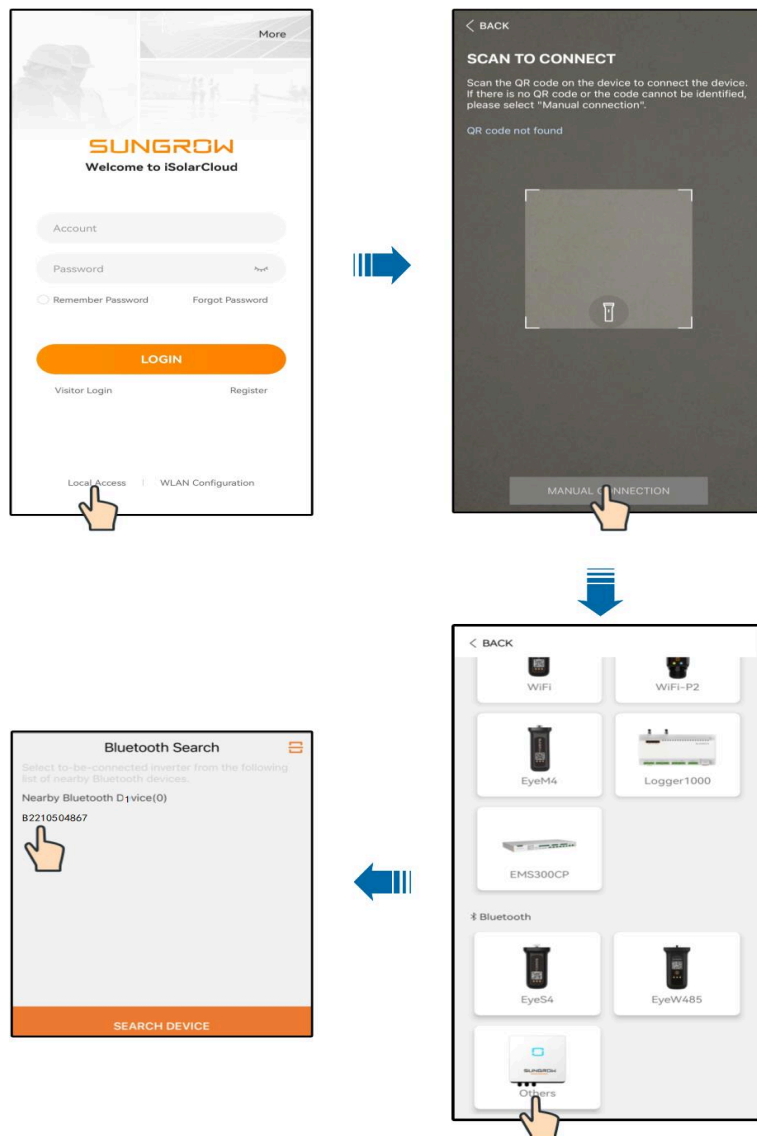 More
SUNGROW
Welcome to iSolarCloud
Account
Password
Remember Password Forgot Password
LOGIN
Visitor Login Register
Local Access | WLAN Configuration
< BACK
SCAN TO CONNECT
Scan the QR code on the device to connect the device.
If there is no QR code or the code cannot be identified,
please select "Manual connection".
QR code not found
MANUAL CONNECTION
< BACK
WiFi WiFi-P2
EyeM4 Logger1000
EMS300CP
Bluetooth
EyeS4 EyeW485
SUNGROW
Others
Bluetooth Search
Select to-be-connected inverter from the following
list of nearby Bluetooth devices.
Nearby Bluetooth D1vice(0)
B2210504867
SEARCH DEVICE